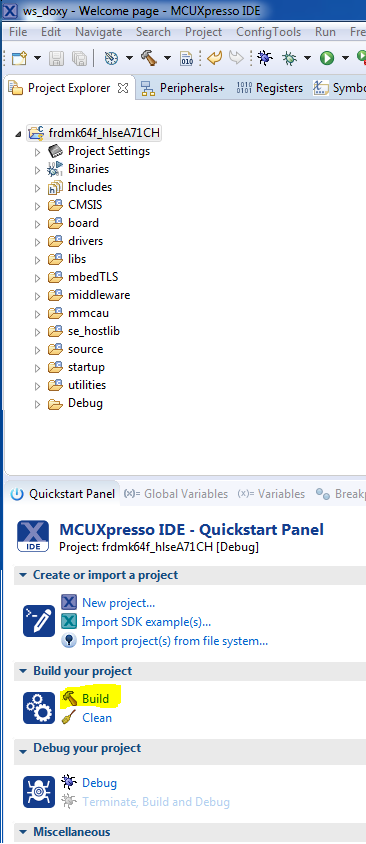 ws_doxy - Welcome page - MCUXpresso IDE
File Edit Navigate Search Project ConfigTools Run
Project Explorer Peripherals+ Registers
frdmk64f_hlseA71CH
Project Settings
Binaries
Includes
CMSIS
board
drivers
libs
mbedTLS
middleware
mmcau
se_hostlib
source
startup
utilities
Debug
Quickstart Panel (x)= Global Variables (x)= Variables
IDE
MCUXpresso IDE - Quickstart Panel
Project: frdmk64f_hlseA71CH [Debug]
Create or import a project
New project...
Import SDK example(s)...
Import project(s) from file system...
Build your project
Build
Clean
Debug your project
Debug
Terminate, Build and Debug
Miscellaneous